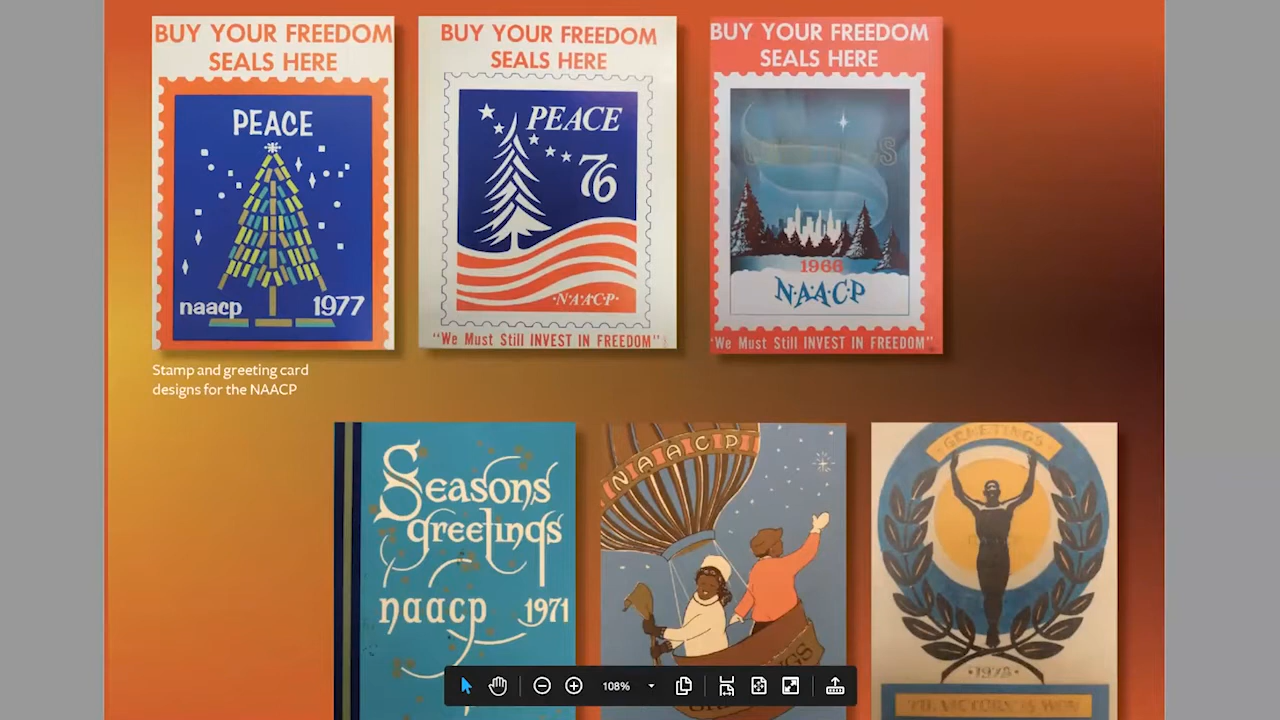 BUY YOUR FREEDOM
SEALS HERE
PEACE
naacp 1977
BUY YOUR FREEDOM
SEALS HERE
PEACE
76
·N·A·A·C·P·
"We Must Still INVEST IN FREEDOM"
BUY YOUR FREEDOM
SEALS HERE
1966
N·A·A·C·P
"We Must Still INVEST IN FREEDOM"
Stamp and greeting card
designs for the NAACP
Seasons
greetings
naacp 1971
NAACP
GREETINGS
·1975·
108%